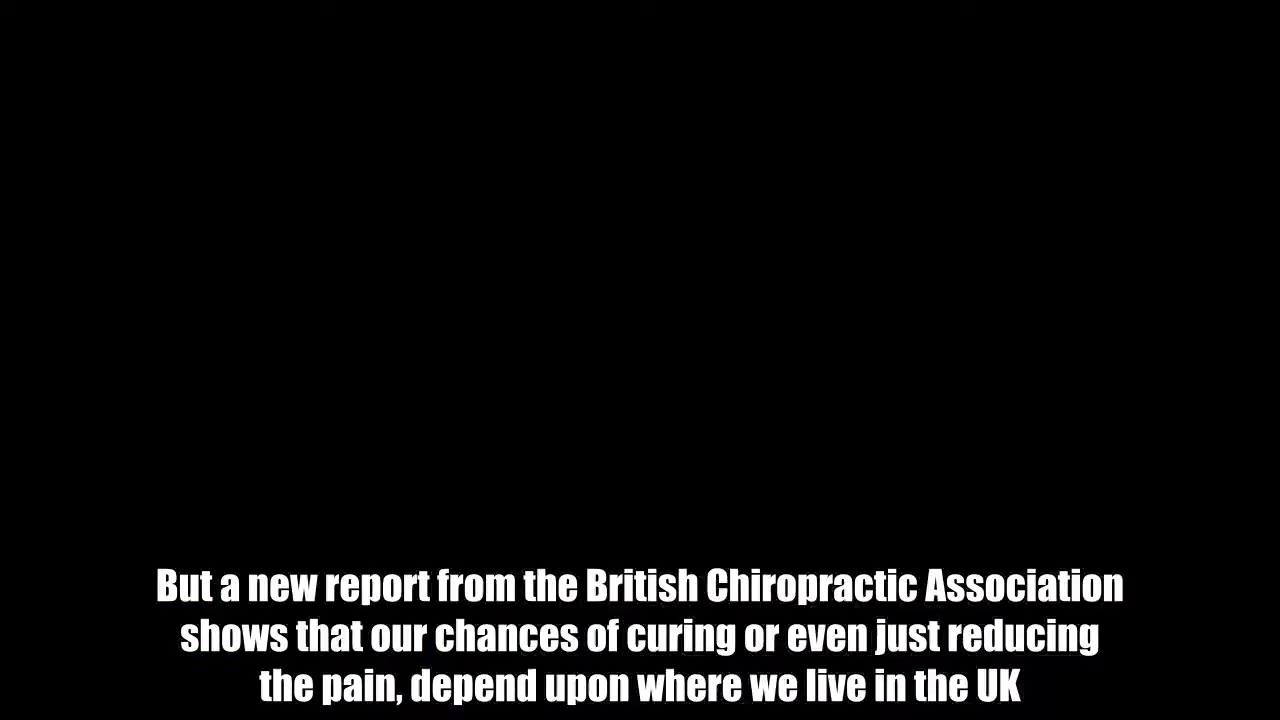 But a new report from the British Chiropractic Association
shows that our chances of curing or even just reducing
the pain, depend upon where we live in the UK